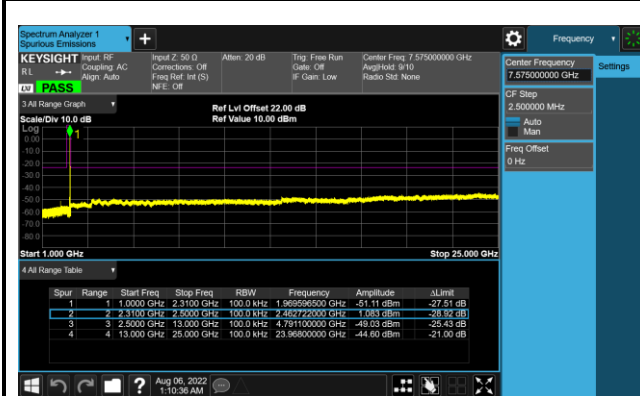 Spectrum Analyzer 1
Spurious Emissions
Frequency
KEYSIGHT Input: RF Input Z: 50 Ω Atten: 20 dB Trig: Free Run Center Freq: 7.575000000 GHz
R L Coupling: AC Corrections: Off Gate: Off Avg|Hold: 9/10
Align: Auto Freq Ref: Int (S) IF Gain: Low Radio Std: None
LXI PASS NFE: Off
Center Frequency
7.575000000 GHz
Settings
CF Step
2.500000 MHz
Auto
Man
Freq Offset
0 Hz
3 All Range Graph
Ref Lvl Offset 22.00 dB
Scale/Div 10.0 dB Ref Value 10.00 dBm
Log
1
0.00
-10.0
-20.0
-30.0
-40.0
-50.0
-60.0
-70.0
-80.0
Start 1.000 GHz Stop 25.000 GHz
4 All Range Table
Spur Range Start Freq Stop Freq RBW Frequency Amplitude ΔLimit
1 1 1.0000 GHz 2.3100 GHz 100.0 kHz 1.969596500 GHz -51.11 dBm -27.51 dB
2 2 2.3100 GHz 2.5000 GHz 100.0 kHz 2.462722000 GHz 1.083 dBm -28.92 dB
3 3 2.5000 GHz 13.000 GHz 100.0 kHz 4.791100000 GHz -49.03 dBm -25.43 dB
4 4 13.000 GHz 25.000 GHz 100.0 kHz 23.96800000 GHz -44.60 dBm -21.00 dB
? Aug 06, 2022
1:10:36 AM